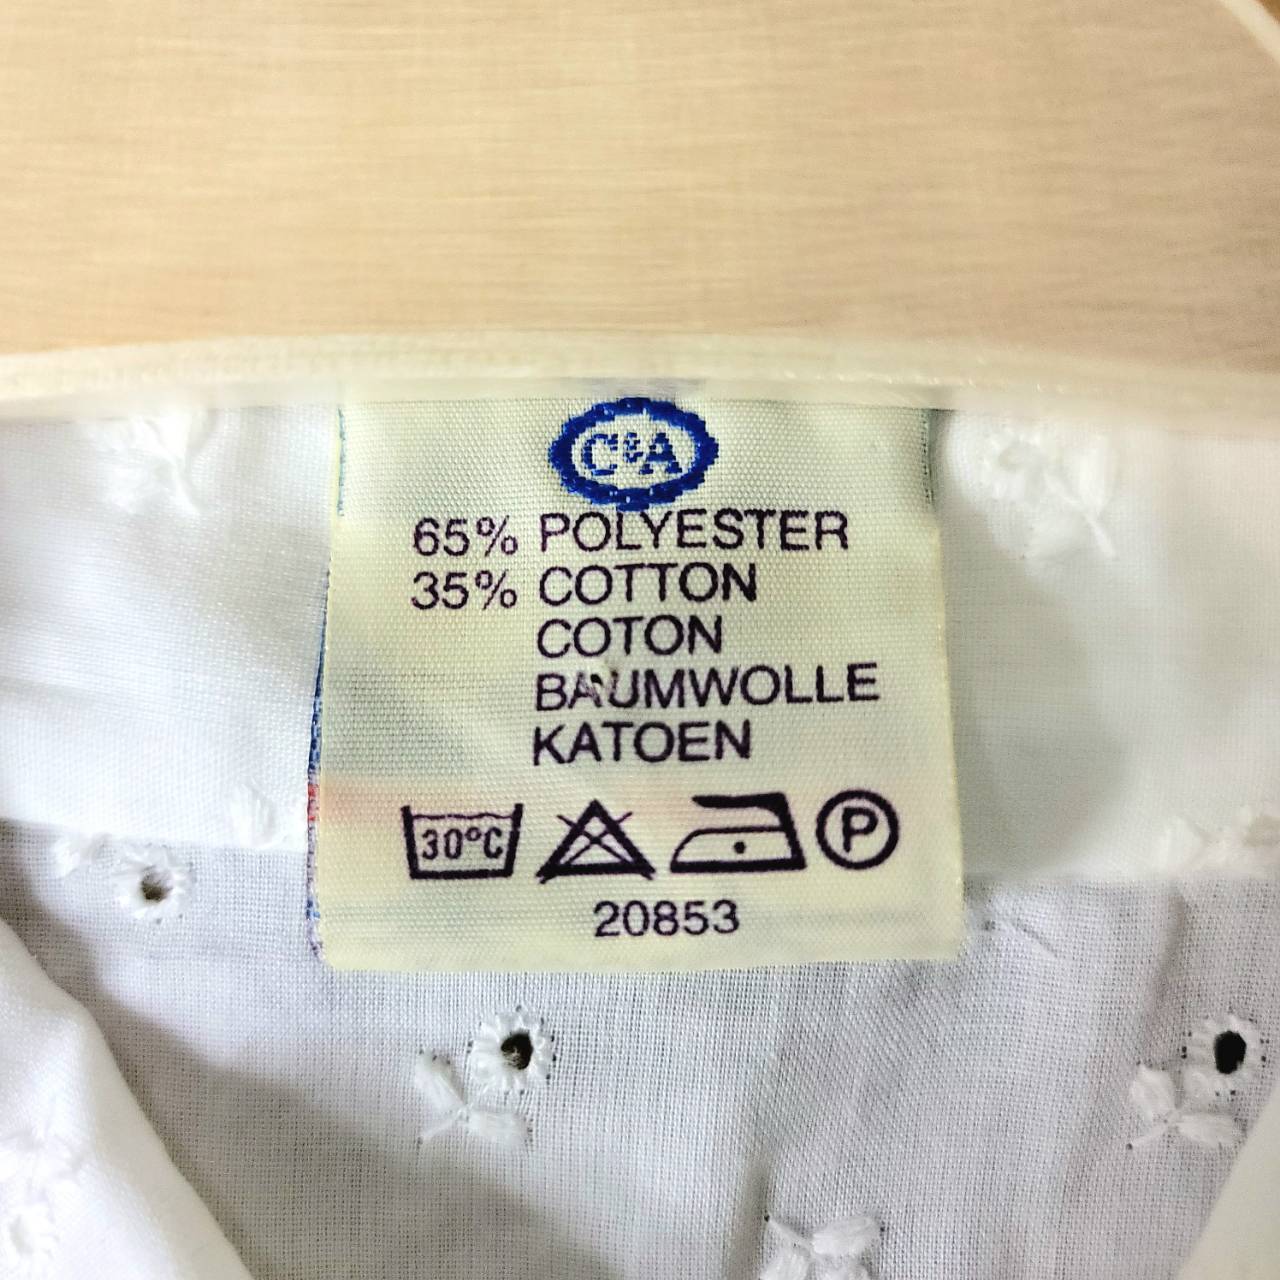 C&A
65% POLYESTER
35% COTTON
COTON
BAUMWOLLE
KATOEN
30°C P
20853